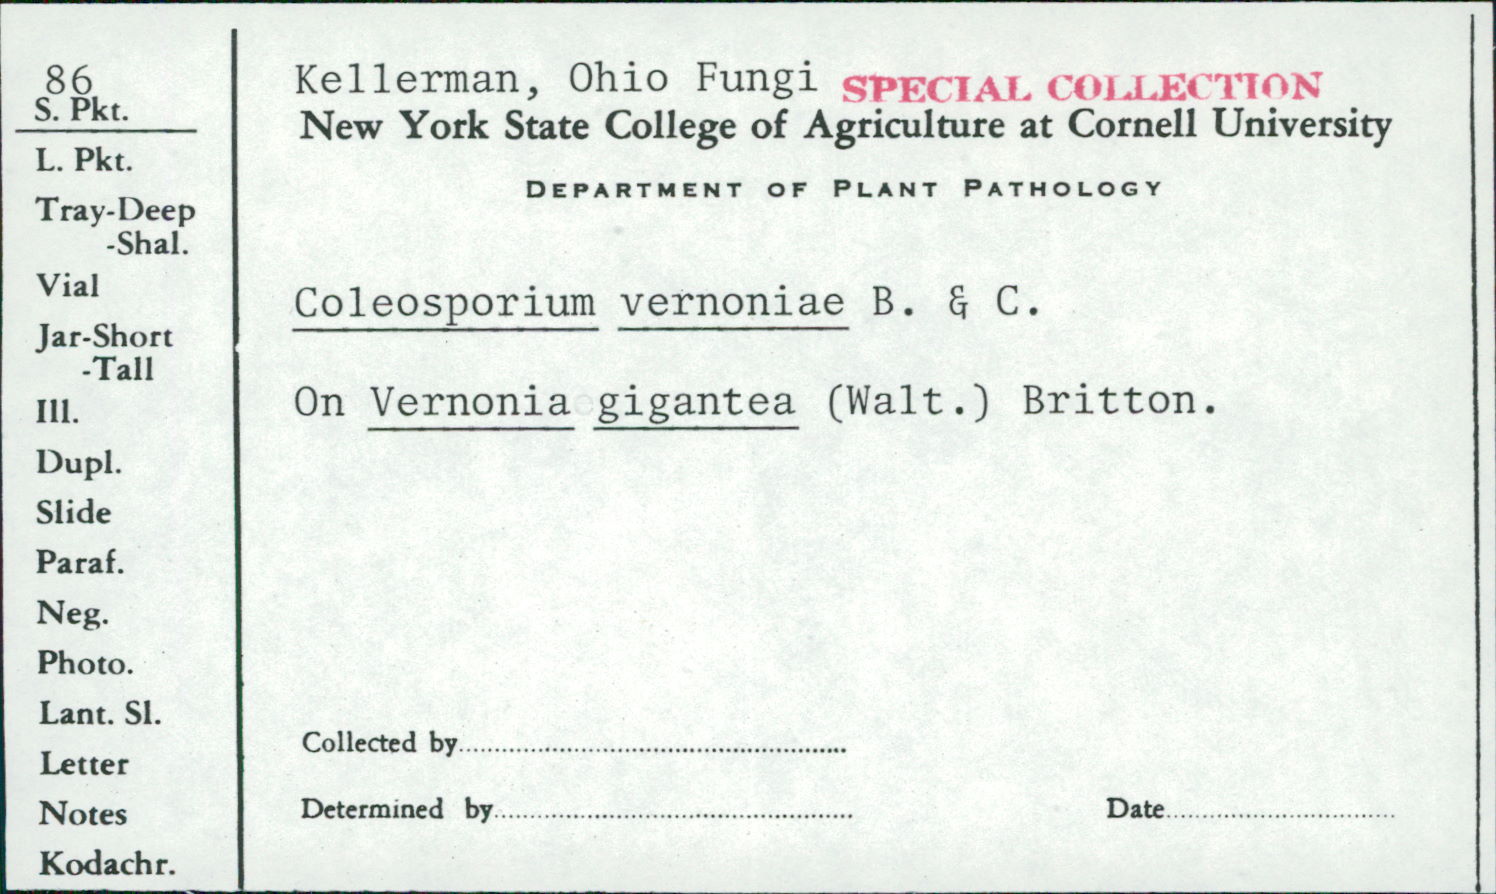 86
S. Pkt.
L. Pkt.
Tray-Deep
-Shal.
Vial
Jar-Short
-Tall
Ill.
Dupl.
Slide
Paraf.
Neg.
Photo.
Lant. Sl.
Letter
Notes
Kodachr.
Kellerman, Ohio Fungi SPECIAL COLLECTION
New York State College of Agriculture at Cornell University
DEPARTMENT OF PLANT PATHOLOGY
Coleosporium vernoniae B. & C.
On Vernonia gigantea (Walt.) Britton.
Collected by
Determined by Date